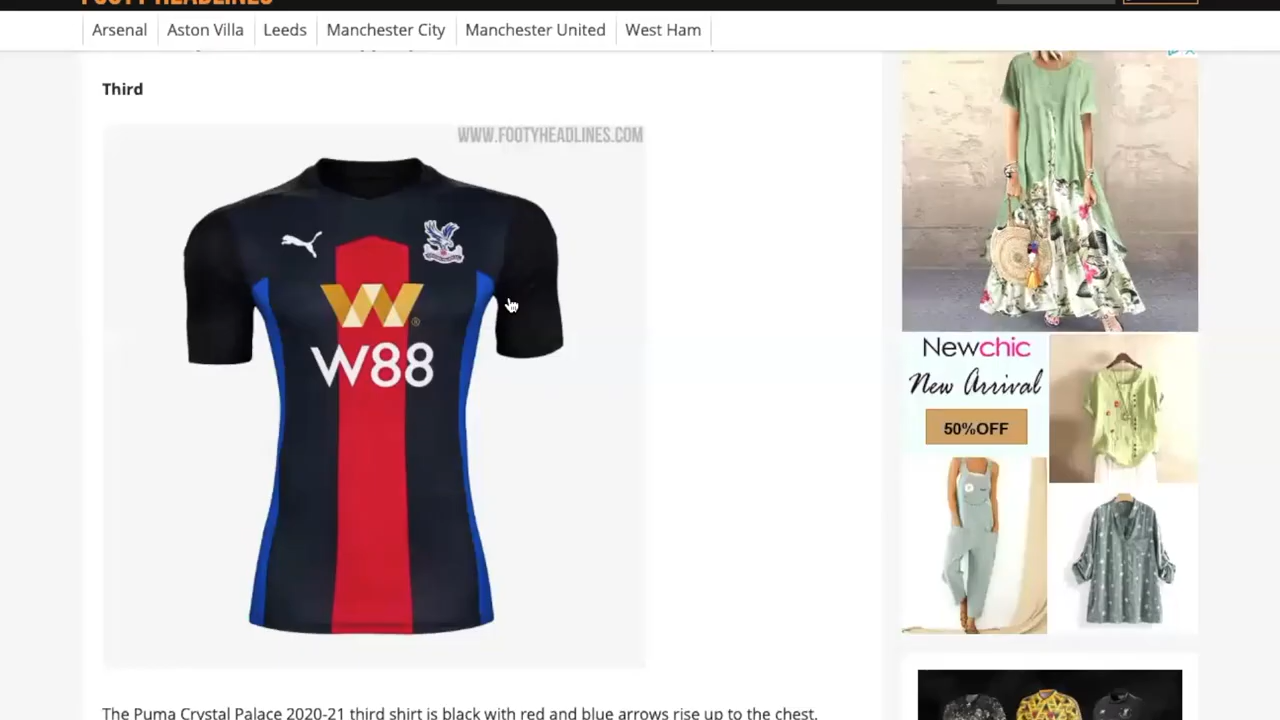 FOOTY HEADLINES
Arsenal
Aston Villa
Leeds
Manchester City
Manchester United
West Ham
Third
WWW.FOOTYHEADLINES.COM
W88
Newchic
New Arrival
50%OFF
The Puma Crystal Palace 2020-21 third shirt is black with red and blue arrows rise up to the chest.